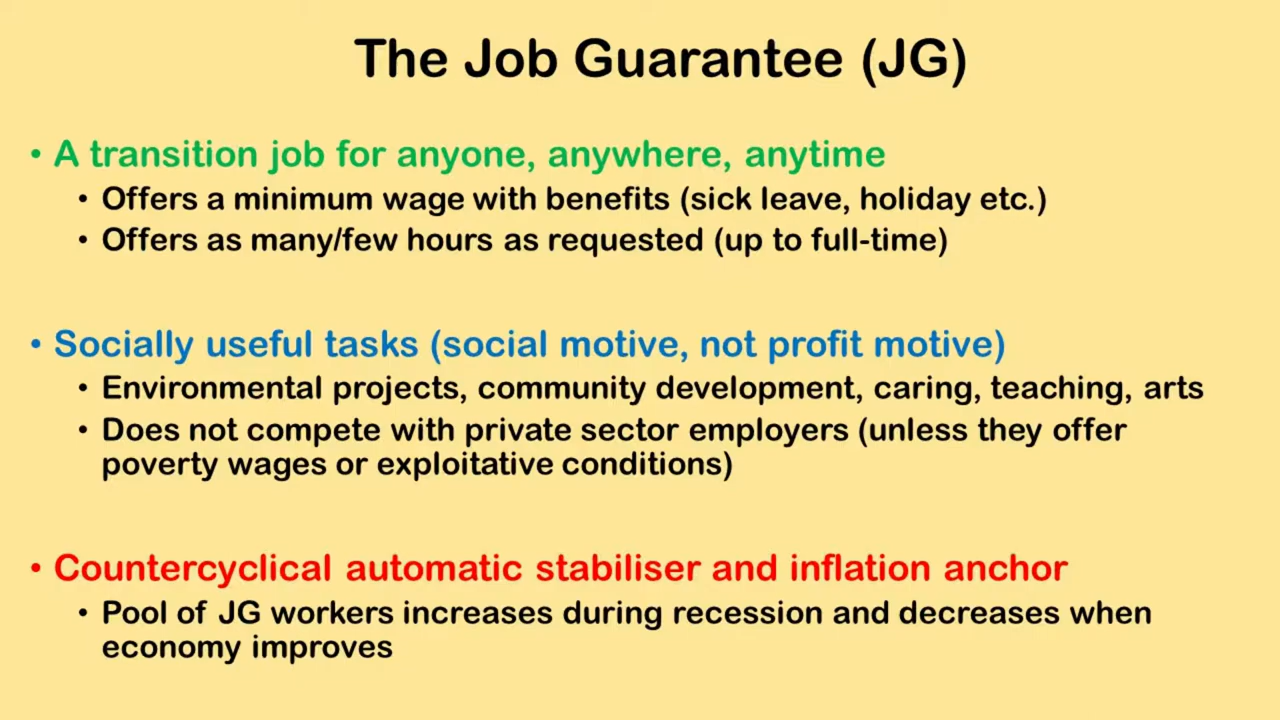 The Job Guarantee (JG)
• A transition job for anyone, anywhere, anytime
• Offers a minimum wage with benefits (sick leave, holiday etc.)
• Offers as many/few hours as requested (up to full-time)
• Socially useful tasks (social motive, not profit motive)
• Environmental projects, community development, caring, teaching, arts
• Does not compete with private sector employers (unless they offer
poverty wages or exploitative conditions)
• Countercyclical automatic stabiliser and inflation anchor
• Pool of JG workers increases during recession and decreases when
economy improves